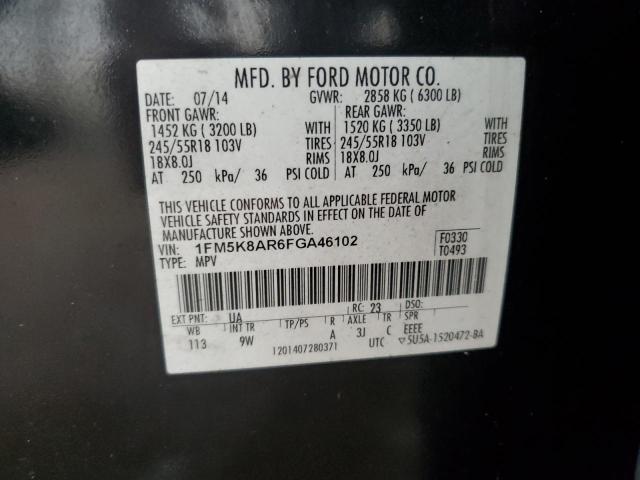 MFD. BY FORD MOTOR CO.
DATE: 07/14 GVWR: 2858 KG ( 6300 LB)
FRONT GAWR: REAR GAWR:
1452 KG ( 3200 LB) WITH 1520 KG ( 3350 LB) WITH
245/55R18 103V TIRES 245/55R18 103V TIRES
18X8.0J RIMS 18X8.0J RIMS
AT 250 kPa/ 36 PSI COLD AT 250 kPa/ 36 PSI COLD
THIS VEHICLE CONFORMS TO ALL APPLICABLE FEDERAL MOTOR
VEHICLE SAFETY STANDARDS IN EFFECT ON THE DATE OF
MANUFACTURE SHOWN ABOVE.
VIN: 1FM5K8AR6FGA46102 F0330
TYPE: MPV T0493
EXT PNT: UA RC: 23 DSO:
WB INT TR TP/PS R AXLE TR SPR
113 9W A 3J C EEEE
1201407280371 UTC ▽5U5A-1520472-BA